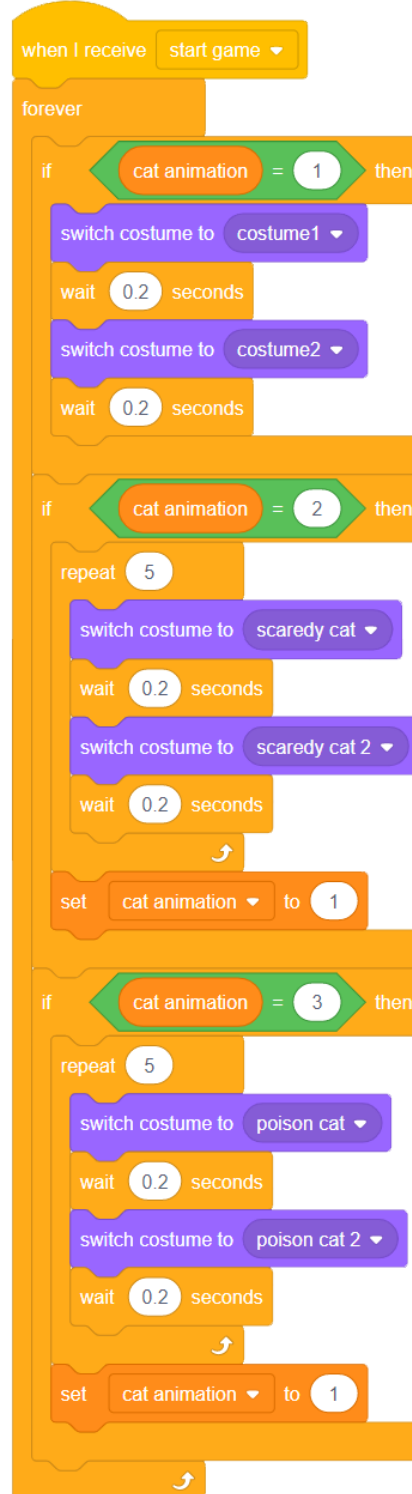 when I receive start game
forever
if cat animation = 1 then
switch costume to costume1
wait 0.2 seconds
switch costume to costume2
wait 0.2 seconds
if cat animation = 2 then
repeat 5
switch costume to scaredy cat
wait 0.2 seconds
switch costume to scaredy cat 2
wait 0.2 seconds
set cat animation to 1
if cat animation = 3 then
repeat 5
switch costume to poison cat
wait 0.2 seconds
switch costume to poison cat 2
wait 0.2 seconds
set cat animation to 1